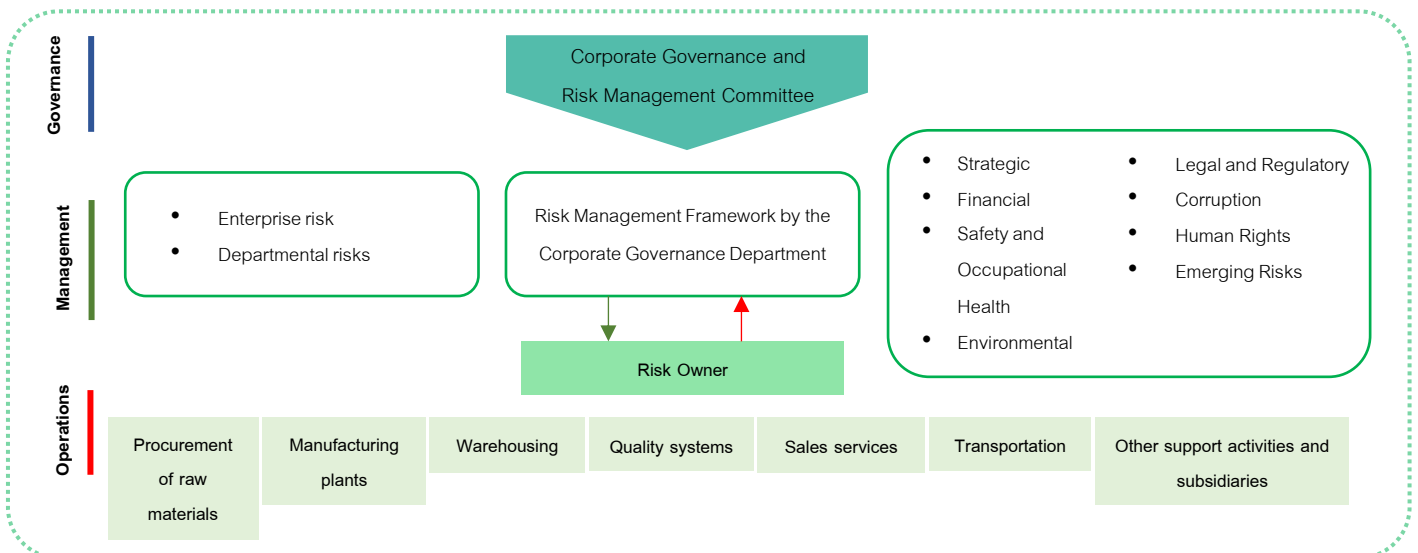 Governance
Corporate Governance and
Risk Management Committee
Management
• Enterprise risk
• Departmental risks
Risk Management Framework by the
Corporate Governance Department
• Strategic
• Financial
• Safety and
Occupational
Health
• Environmental
• Legal and Regulatory
• Corruption
• Human Rights
• Emerging Risks
Risk Owner
Operations
Procurement
of raw
materials
Manufacturing
plants
Warehousing
Quality systems
Sales services
Transportation
Other support activities and
subsidiaries